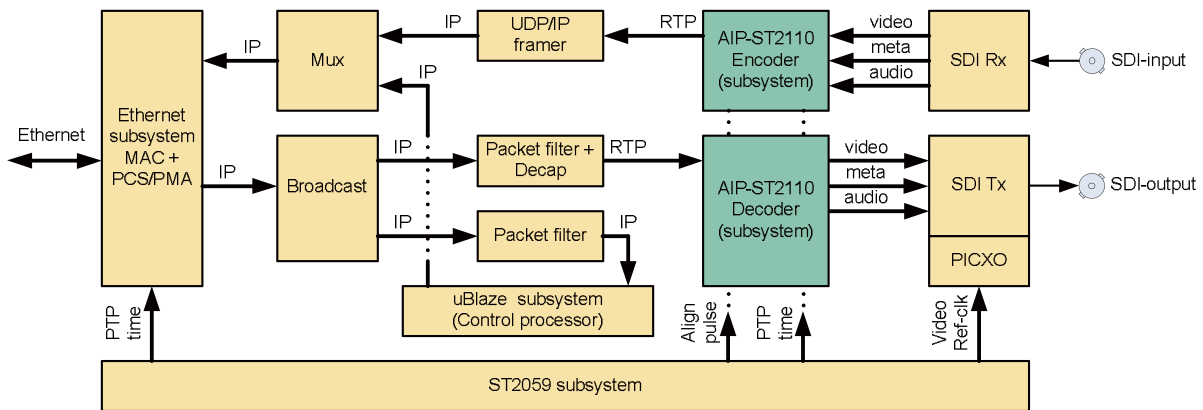 UDP/IP
framer
IP
RTP
AIP-ST2110
Encoder
(subsystem)
video
meta
audio
SDI Rx
SDI-input
Mux
IP
IP
Ethernet
Ethernet
subsystem
MAC +
PCS/PMA
IP
Broadcast
IP
Packet filter +
Decap
RTP
AIP-ST2110
Decoder
(subsystem)
video
meta
audio
SDI Tx
SDI-output
PICXO
IP
Packet filter
IP
uBlaze subsystem
(Control processor)
PTP
time
Align
pulse
PTP
time
Video
Ref-clk
ST2059 subsystem